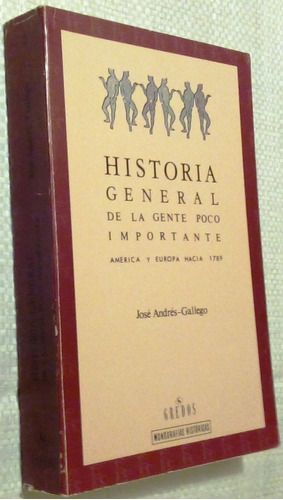 HISTORIA
GENERAL
DE LA GENTE POCO
IMPORTANTE
AMERICA Y EUROPA HACIA 1789
José Andrés-Gallego
GREDOS
MONOGRAFIAS HISTORICAS